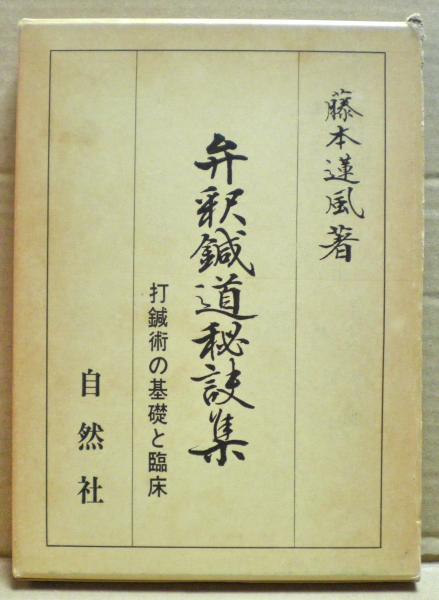 藤本蓮風著
弁釈鍼道秘訣集
打鍼術の基礎と臨床
自然社